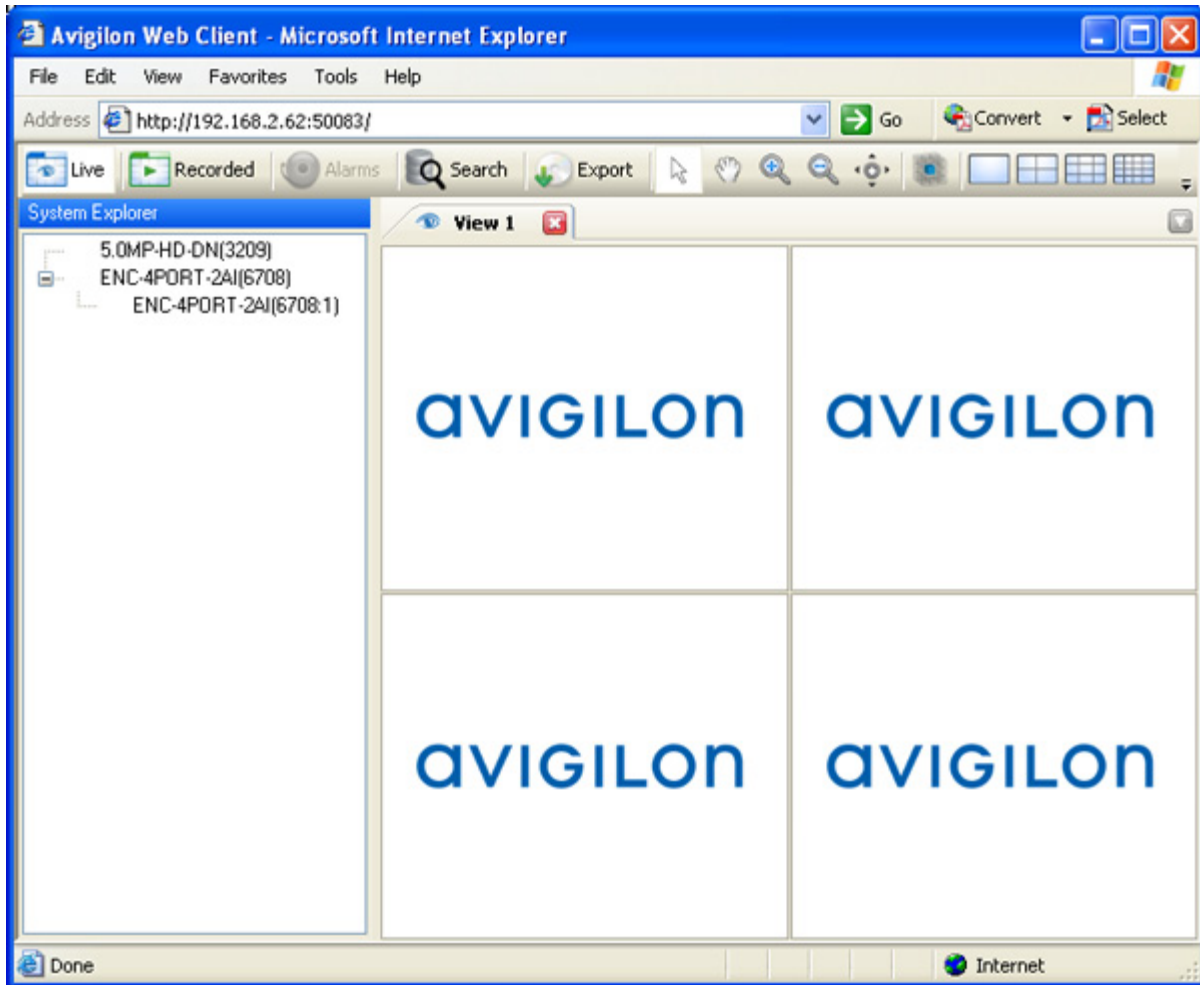 Avigilon Web Client - Microsoft Internet Explorer
File Edit View Favorites Tools Help
Address http://192.168.2.62:50083/ Go Convert Select
Live Recorded Alarms Search Export
System Explorer
View 1
5.0MP-HD-DN(3209)
ENC-4PORT-2AI(6708)
ENC-4PORT-2AI(6708:1)
avigilon avigilon
avigilon avigilon
Done Internet